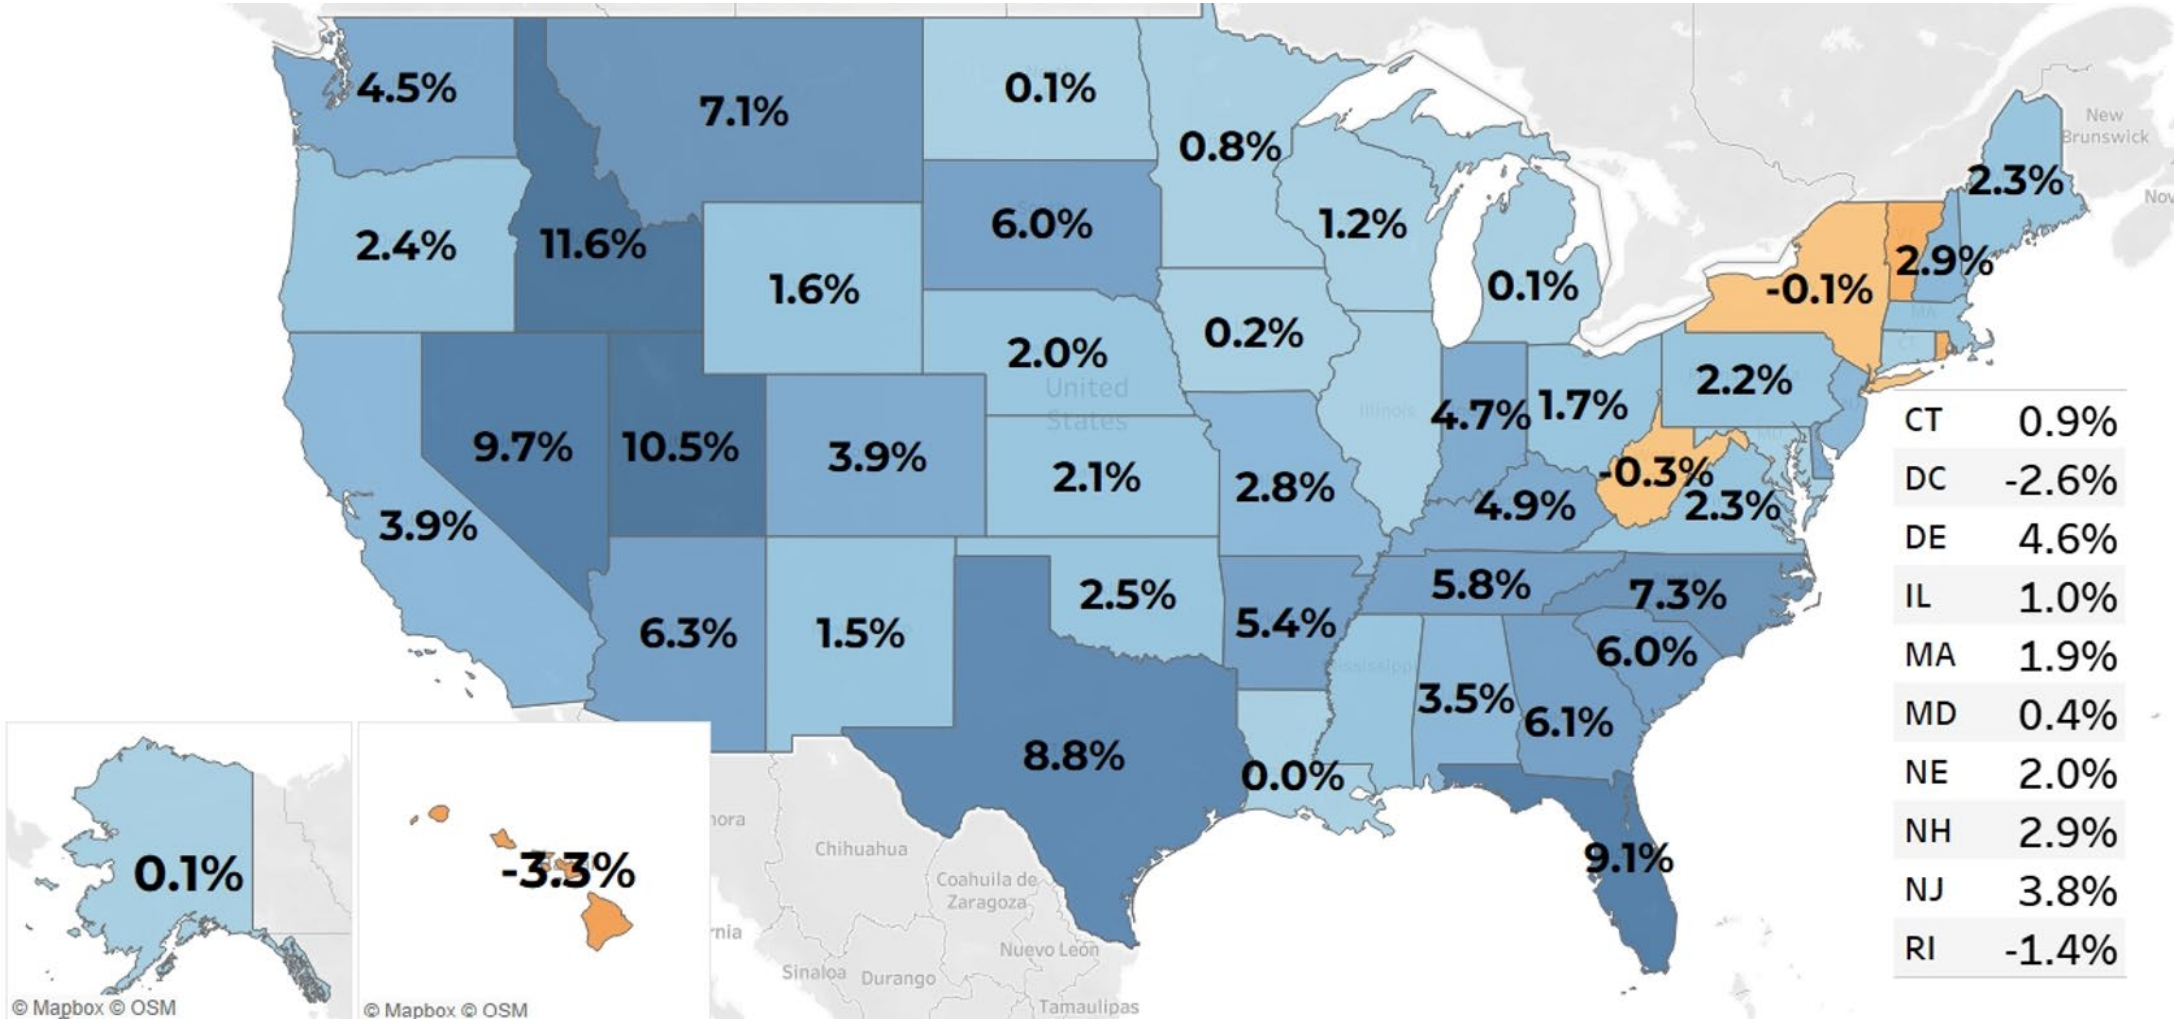 4.5%
7.1%
0.1%
0.8%
New
Brunswick
2.3%
Nov
2.4%
11.6%
6.0%
1.2%
2.9%
1.6%
0.1%
-0.1%
MA
2.0%
0.2%
CT
United
States
2.2%
9.7%
10.5%
3.9%
Illinois
4.7%
1.7%
MD
3.9%
2.1%
2.8%
4.9%
-0.3%
2.3%
6.3%
1.5%
2.5%
5.4%
5.8%
7.3%
6.0%
Mississippi
3.5%
6.1%
8.8%
0.0%
9.1%
CT 0.9%
DC -2.6%
DE 4.6%
IL 1.0%
MA 1.9%
MD 0.4%
NE 2.0%
NH 2.9%
NJ 3.8%
RI -1.4%
0.1%
-3.3%
nora
Chihuahua
Coahuila de
Zaragoza
rnia
Nuevo León
Sinaloa
Durango
Tamaulipas
© Mapbox © OSM
© Mapbox © OSM